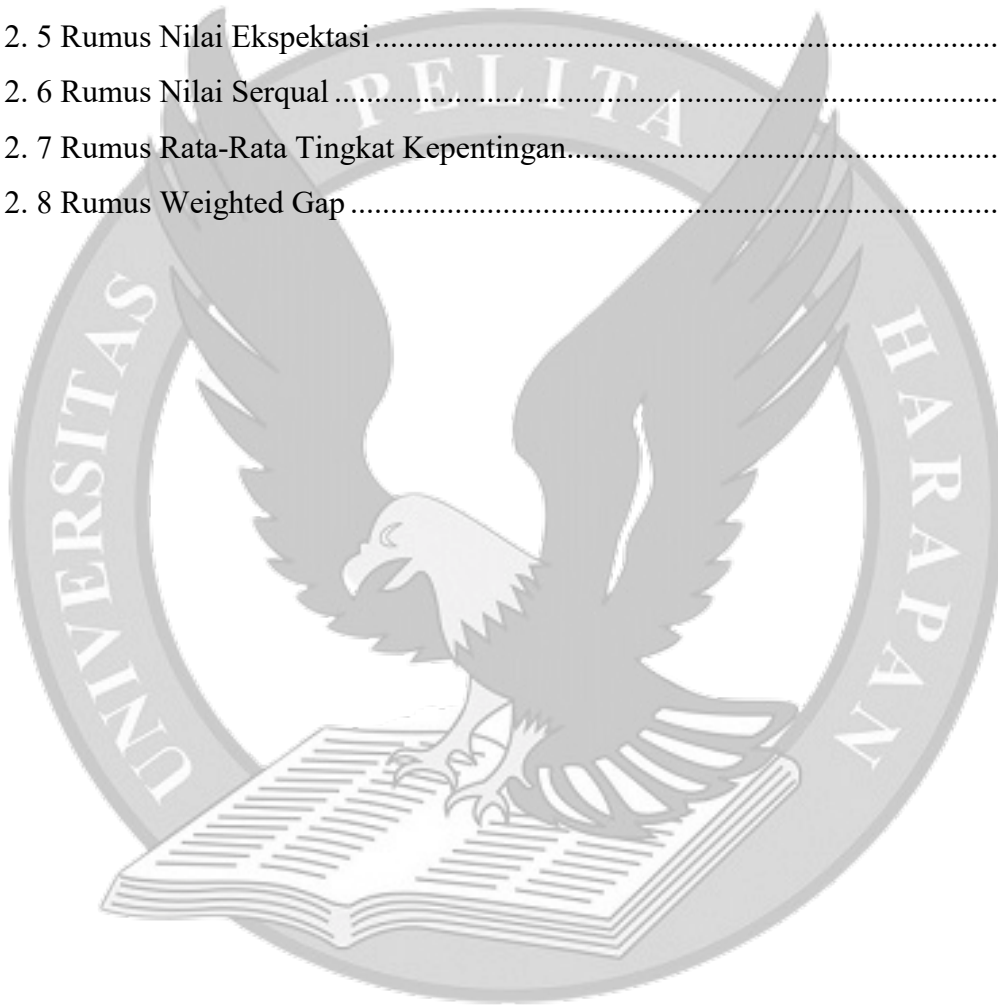 2. 5 Rumus Nilai Ekspektasi ....................................................................................
2. 6 Rumus Nilai Serqual ........................................................................................
2. 7 Rumus Rata-Rata Tingkat Kepentingan...........................................................
2. 8 Rumus Weighted Gap ......................................................................................
UNIVERSITAS PELITA HARAPAN